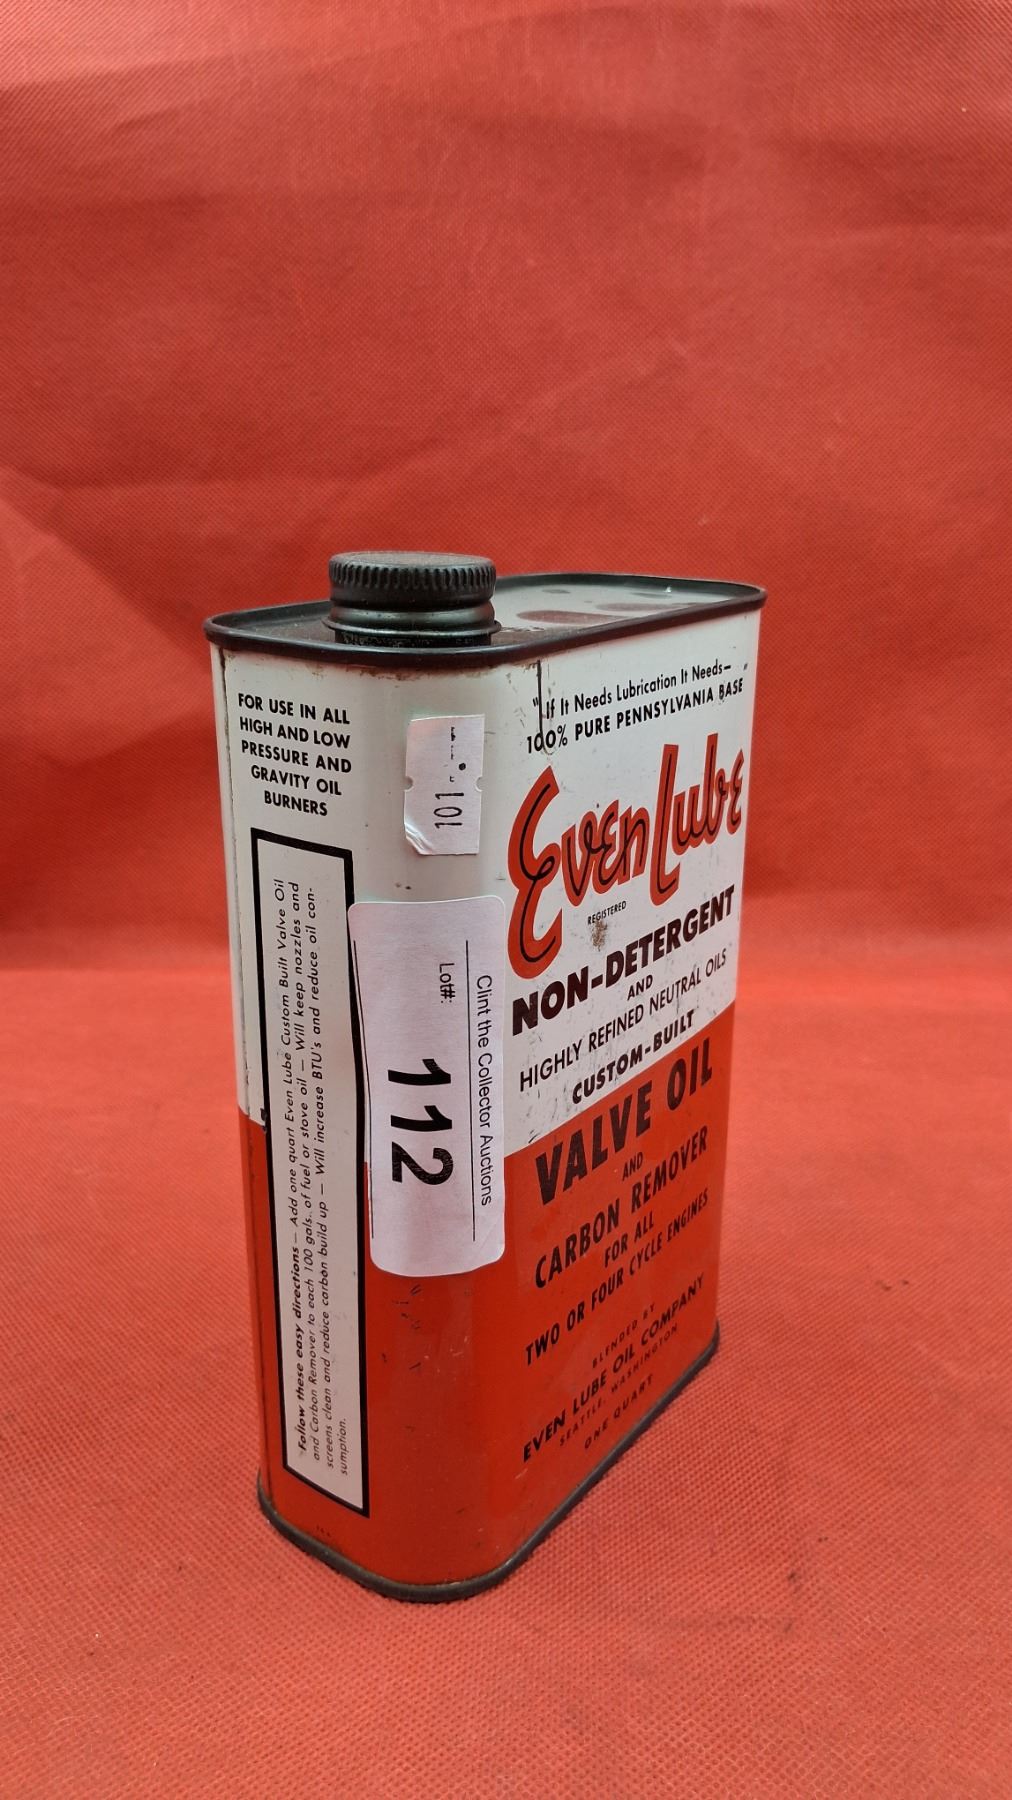 FOR USE IN ALL
HIGH AND LOW
PRESSURE AND
GRAVITY OIL
BURNERS
Follow these easy directions — Add one quart Even Lube Custom Built Valve Oil
and Carbon Remover to each 100 gals. of fuel or stove oil — Will keep nozzles and
screens clean and reduce carbon build up — Will increase BTU's and reduce oil con-
sumption.
101
Clint the Collector Auctions
Lot#:
112
"If It Needs Lubrication It Needs—"
100% PURE PENNSYLVANIA BASE
Even Lube
REGISTERED
NON-DETERGENT
AND
HIGHLY REFINED NEUTRAL OILS
CUSTOM-BUILT
VALVE OIL
AND
CARBON REMOVER
FOR ALL
TWO OR FOUR CYCLE ENGINES
BLENDED BY
EVEN LUBE OIL COMPANY
SEATTLE, WASHINGTON
ONE QUART